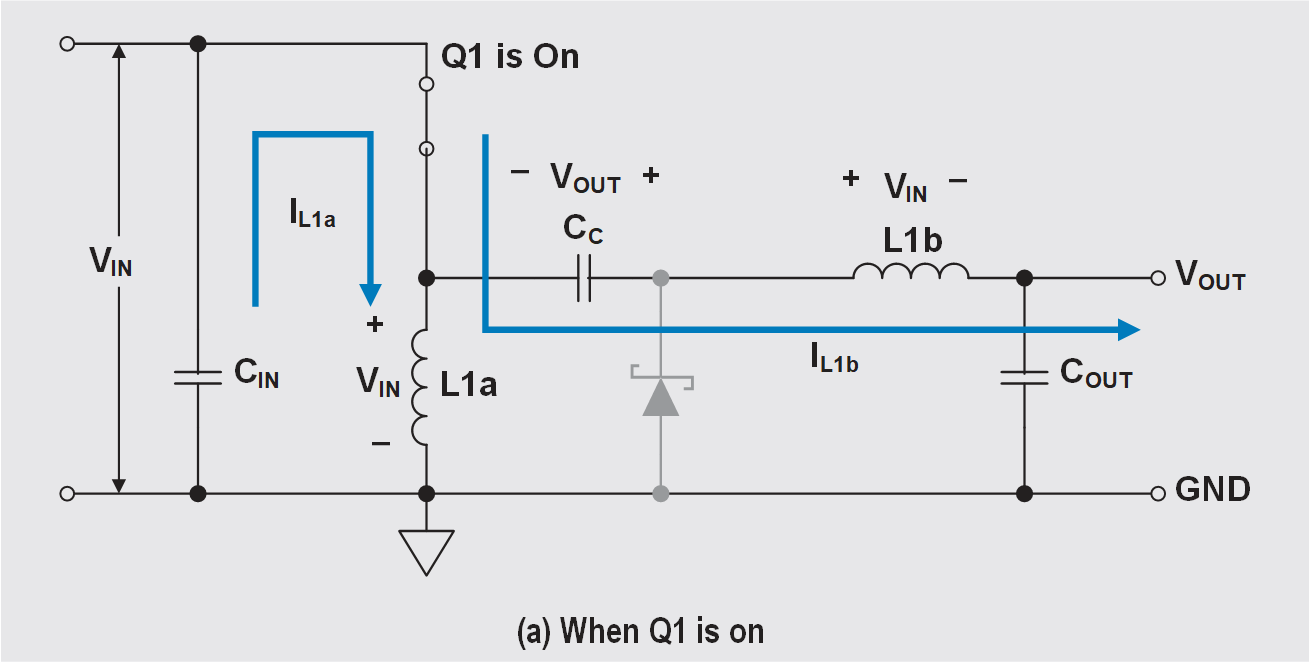 Q1 is On
− VOUT +
+ VIN −
IL1a
CC
L1b
VIN
VOUT
+
IL1b
CIN
VIN
L1a
COUT
−
GND
(a) When Q1 is on